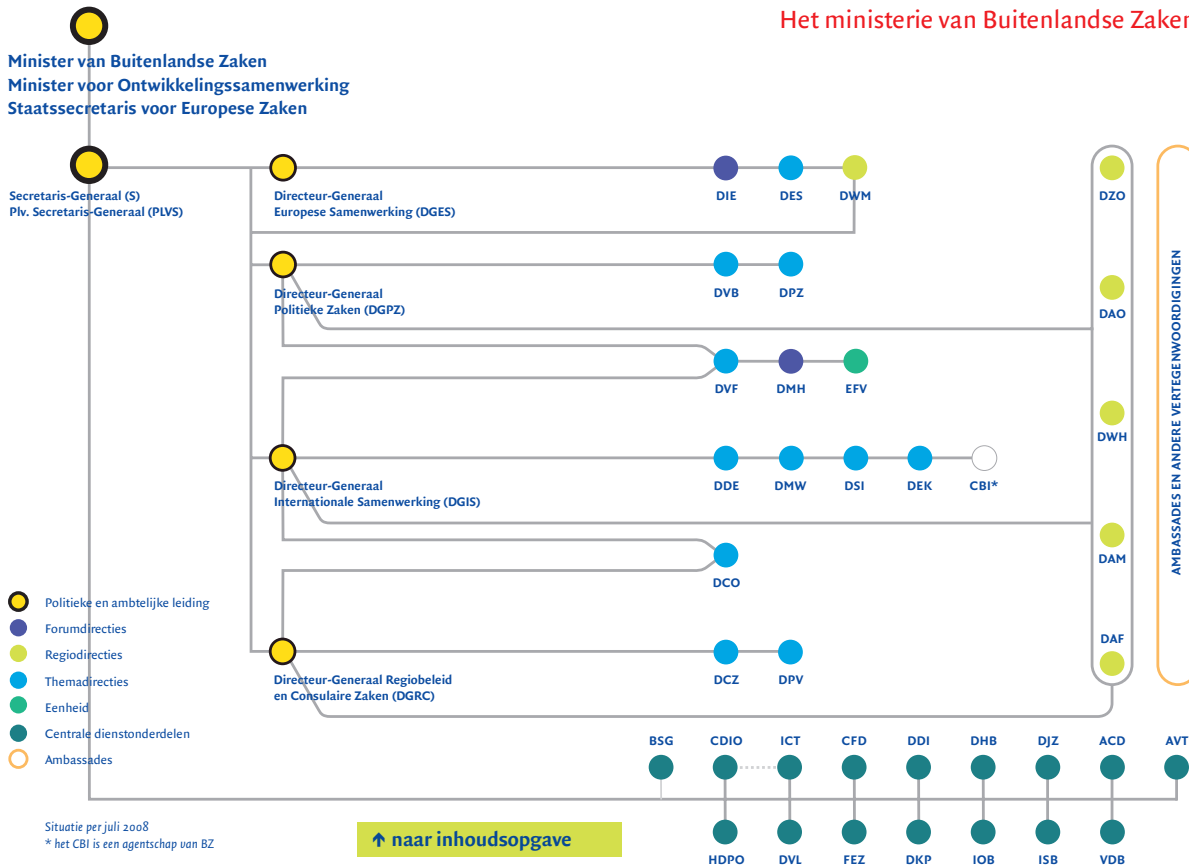 Het ministerie van Buitenlandse Zaken
Minister van Buitenlandse Zaken
Minister voor Ontwikkelingssamenwerking
Staatssecretaris voor Europese Zaken
Secretaris-Generaal (S)
Plv. Secretaris-Generaal (PLVS)
Directeur-Generaal
Europese Samenwerking (DGES)
DIE DES DWM
DZO
Directeur-Generaal
Politieke Zaken (DGPZ)
DVB DPZ
DAO
DVF DMH EFV
DWH
Directeur-Generaal
Internationale Samenwerking (DGIS)
DDE DMW DSI DEK CBI*
DAM
DCO
DAF
Directeur-Generaal Regiobeleid
en Consulaire Zaken (DGRC)
DCZ DPV
AMBASSADES EN ANDERE VERTEGENWOORDIGINGEN
Politieke en ambtelijke leiding
Forumdirecties
Regiodirecties
Themadirecties
Eenheid
Centrale dienstonderdelen
Ambassades
BSG CDIO ICT CFD DDI DHB DJZ ACD AVT
HDPO DVL FEZ DKP IOB ISB VDB
Situatie per juli 2008
* het CBI is een agentschap van BZ
↑ naar inhoudsopgave